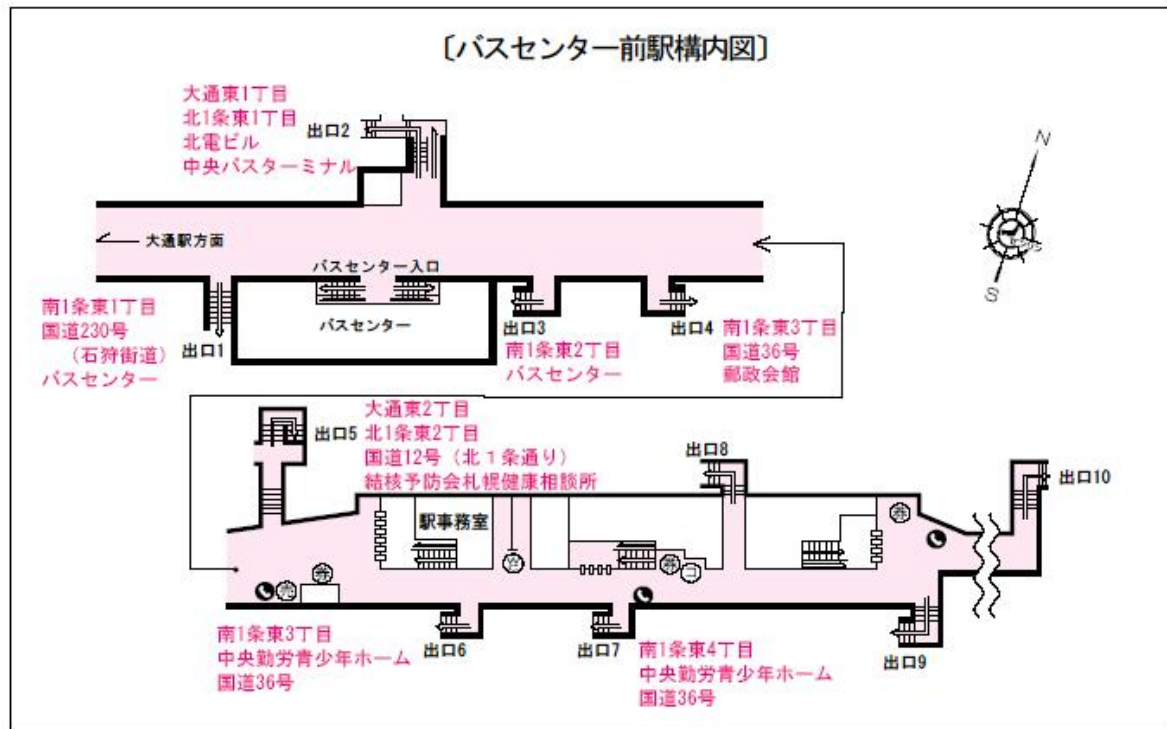 〔バスセンター前駅構内図〕
大通東1丁目
北1条東1丁目
北電ビル
中央バスターミナル
出口2
N
S
大通駅方面
バスセンター入口
バスセンター
南1条東1丁目
国道230号
（石狩街道）
バスセンター
出口1
出口3
南1条東2丁目
バスセンター
出口4
南1条東3丁目
国道36号
郵政会館
出口5
大通東2丁目
北1条東2丁目
国道12号（北1条通り）
結核予防会札幌健康相談所
出口8
出口10
駅事務室
券
売
券
コ
券
南1条東3丁目
中央勤労青少年ホーム
国道36号
出口6
出口7
南1条東4丁目
中央勤労青少年ホーム
国道36号
出口9